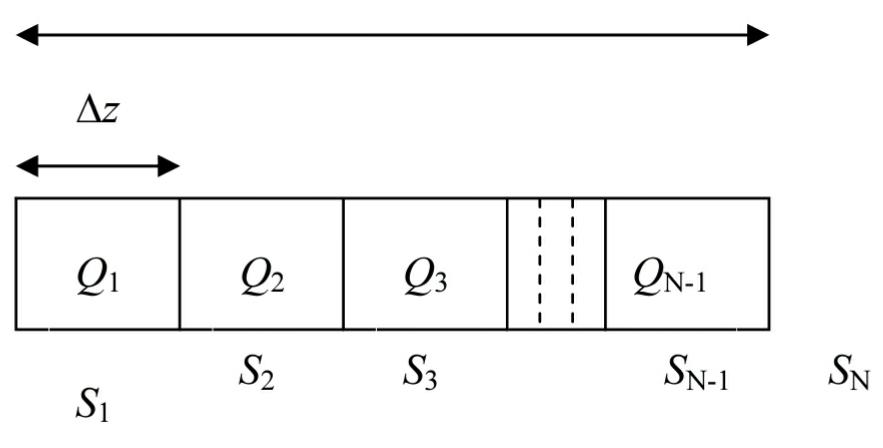 Δz
Q1 Q2 Q3 QN-1
S1 S2 S3 SN-1 SN